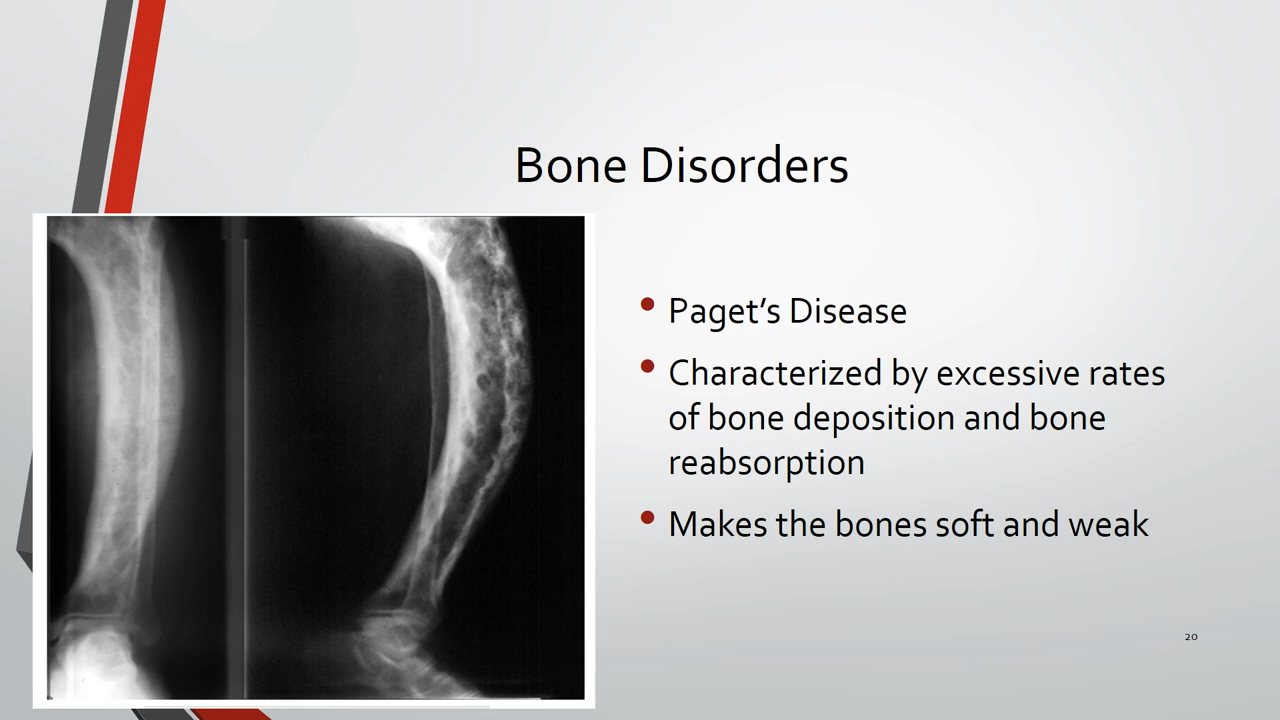 Bone Disorders
• Paget’s Disease
• Characterized by excessive rates
of bone deposition and bone
reabsorption
• Makes the bones soft and weak
20